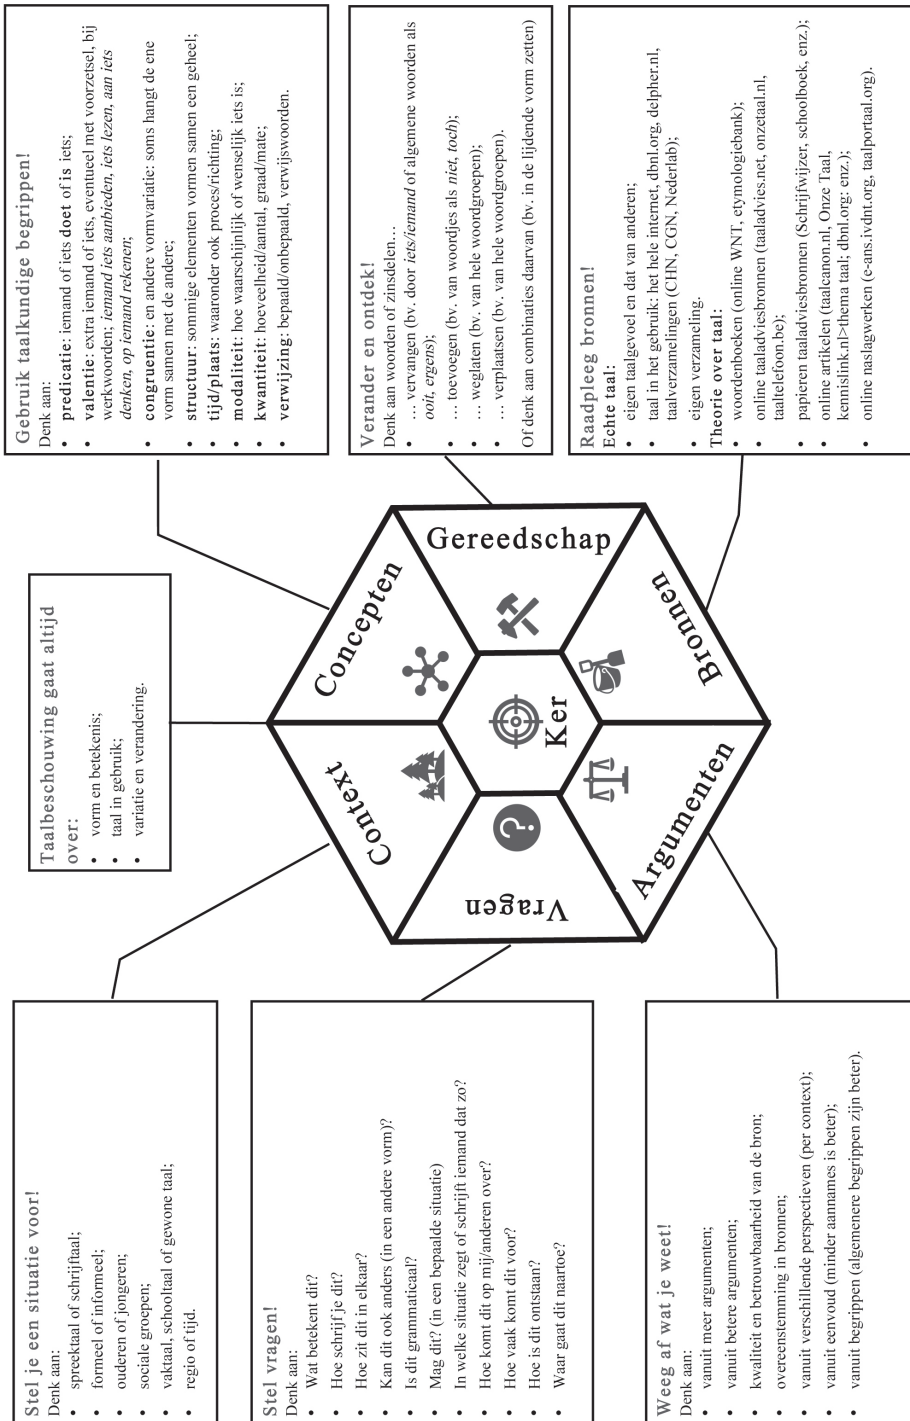 Stel je een situatie voor!
Denk aan:
• spreektaal of schrijftaal;
• formeel of informeel;
• ouderen of jongeren;
• sociale groepen;
• vaktaal, schooltaal of gewone taal;
• regio of tijd.
Stel vragen!
Denk aan:
• Wat betekent dit?
• Hoe schrijf je dit?
• Hoe zit dit in elkaar?
• Kan dit ook anders (in een andere vorm)?
• Is dit grammaticaal?
• Mag dit? (in een bepaalde situatie)
• In welke situatie zegt of schrijft iemand dat zo?
• Hoe komt dit op mij/anderen over?
• Hoe vaak komt dit voor?
• Hoe is dit ontstaan?
• Waar gaat dit naartoe?
Weeg af wat je weet!
Denk aan:
• vanuit meer argumenten;
• vanuit betere argumenten;
• kwaliteit en betrouwbaarheid van de bron;
• overeenstemming in bronnen;
• vanuit verschillende perspectieven (per context);
• vanuit eenvoud (minder aannames is beter);
• vanuit begrippen (algemenere begrippen zijn beter).
Taalbeschouwing gaat altijd
over:
• vorm en betekenis;
• taal in gebruik;
• variatie en verandering.
Context
Concepten
Vragen
Ker
Gereedschap
Argumenten
Bronnen
Gebruik taalkundige begrippen!
Denk aan:
• predicatie: iemand of iets doet of is iets;
• valentie: extra iemand of iets, eventueel met voorzetsel, bij
werkwoorden; iemand iets aanbieden, iets lezen, aan iets
denken, op iemand rekenen;
• congruentie: en andere vormvariatie: soms hangt de ene
vorm samen met de andere;
• structuur: sommige elementen vormen samen een geheel;
• tijd/plaats: waaronder ook proces/richting;
• modaliteit: hoe waarschijnlijk of wenselijk iets is;
• kwantiteit: hoeveelheid/aantal, graad/mate;
• verwijzing: bepaald/onbepaald, verwijswoorden.
Verander en ontdek!
Denk aan woorden of zinsdelen…
• … vervangen (bv. door iets/iemand of algemene woorden als
ooit, ergens);
• … toevoegen (bv. van woordjes als niet, toch);
• … weglaten (bv. van hele woordgroepen);
• … verplaatsen (bv. van hele woordgroepen).
Of denk aan combinaties daarvan (bv. in de lijdende vorm zetten)
Raadpleeg bronnen!
Echte taal:
• eigen taalgevoel en dat van anderen;
• taal in het gebruik: het hele internet, dbnl.org, delpher.nl,
taalverzamelingen (CHN, CGN, Nederlab);
• eigen verzameling.
Theorie over taal:
• woordenboeken (online WNT, etymologiebank);
• online taaladviesbronnen (taaladvies.net, onzetaal.nl,
taaltelefoon.be);
• papieren taaladviesbronnen (Schrijfwijzer, schoolboek, enz.);
• online artikelen (taalcanon.nl, Onze Taal,
kennislink.nl>thema taal; dbnl.org: enz.);
• online naslagwerken (e-ans.ivdnt.org, taalportaal.org).